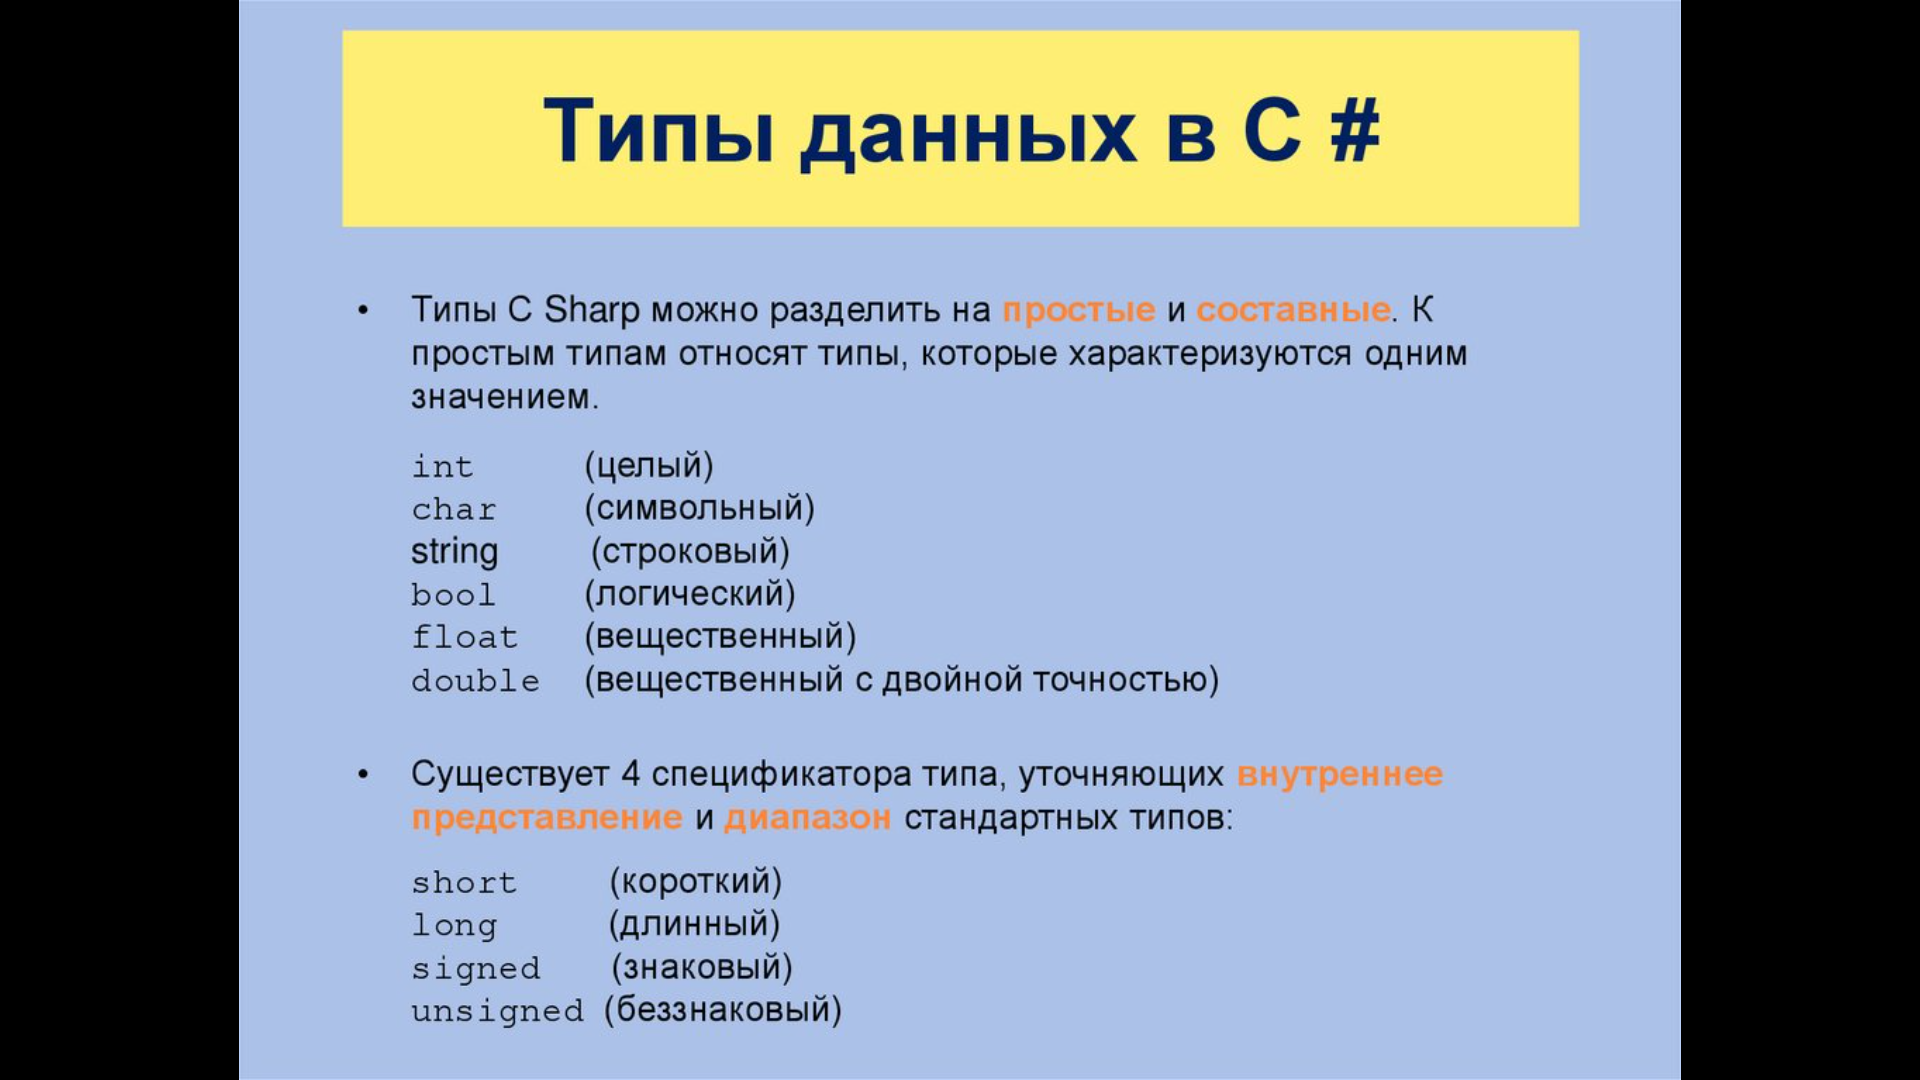 Типы данных в C #
• Типы C Sharp можно разделить на простые и составные. К
простым типам относят типы, которые характеризуются одним
значением.
int (целый)
char (символьный)
string (строковый)
bool (логический)
float (вещественный)
double (вещественный с двойной точностью)
• Существует 4 спецификатора типа, уточняющих внутреннее
представление и диапазон стандартных типов:
short (короткий)
long (длинный)
signed (знаковый)
unsigned (беззнаковый)